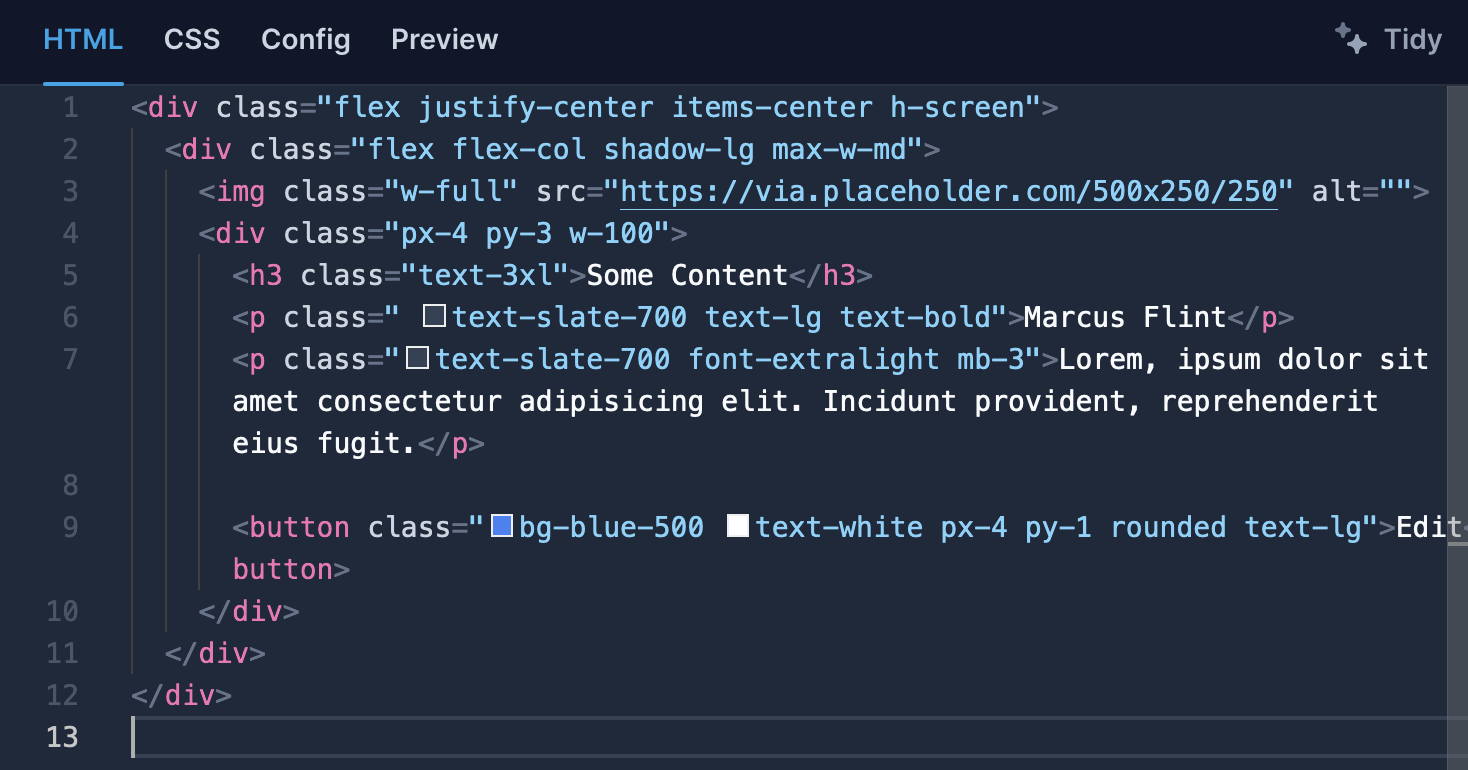 HTML CSS Config Preview Tidy
1 <div class="flex justify-center items-center h-screen">
2 <div class="flex flex-col shadow-lg max-w-md">
3 <img class="w-full" src="https://via.placeholder.com/500x250/250" alt="">
4 <div class="px-4 py-3 w-100">
5 <h3 class="text-3xl">Some Content</h3>
6 <p class=" text-slate-700 text-lg text-bold">Marcus Flint</p>
7 <p class="text-slate-700 font-extralight mb-3">Lorem, ipsum dolor sit
amet consectetur adipisicing elit. Incidunt provident, reprehenderit
eius fugit.</p>
8
9 <button class="bg-blue-500 text-white px-4 py-1 rounded text-lg">Edit<
button>
10 </div>
11 </div>
12 </div>
13